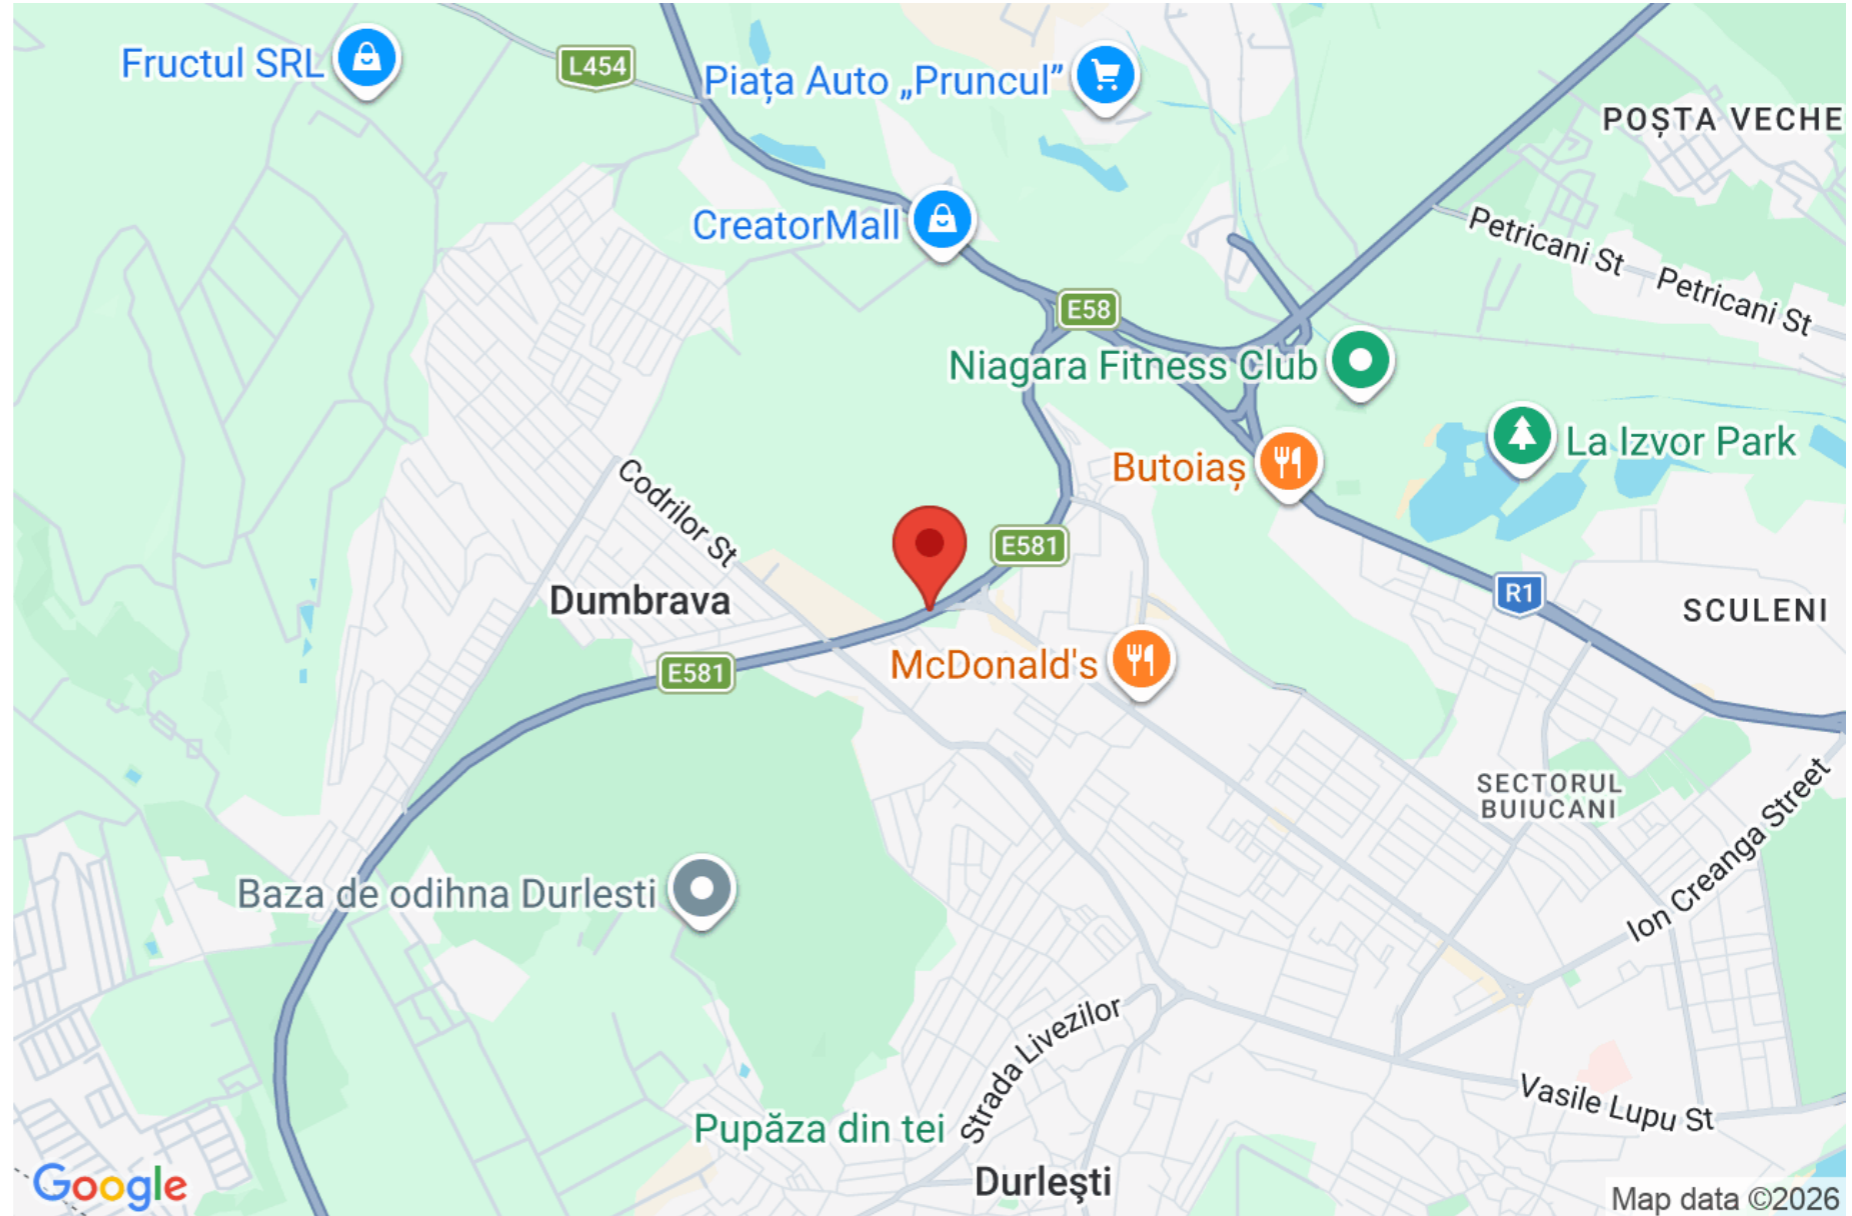 Fructul SRL
L454
Piața Auto „Pruncul”
POȘTA VECHE
CreatorMall
Petricani St
Petricani St
E58
Niagara Fitness Club
La Izvor Park
Butoiaș
Codrilor St
E581
R1
Dumbrava
SCULENI
McDonald's
E581
SECTORUL
BUIUCANI
Ion Creanga Street
Baza de odihna Durlesti
Strada Livezilor
Vasile Lupu St
Pupăza din tei
Durleşti
Google
Map data ©2026